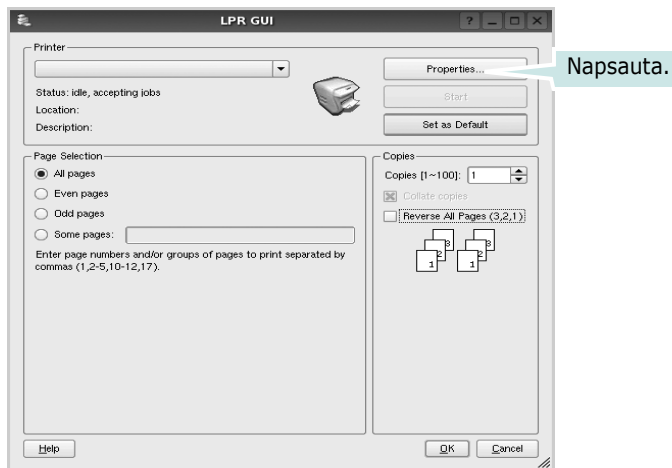 LPR GUI
Printer
Properties...
Napsauta.
Status: idle, accepting jobs
Start
Location:
Description:
Set as Default
Page Selection
All pages
Even pages
Odd pages
Some pages:
Enter page numbers and/or groups of pages to print separated by
commas (1,2-5,10-12,17).
Copies
Copies [1~100]: 1
Collate copies
Reverse All Pages (3,2,1)
3
2
1
3
2
1
Help
OK
Cancel